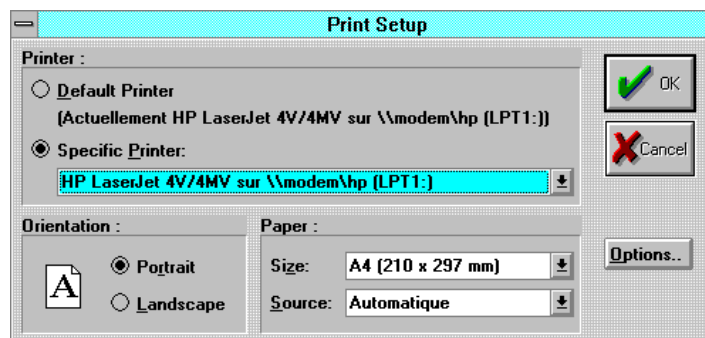 Print Setup
Printer :
Default Printer
(Actuellement HP LaserJet 4V/4MV sur \\modem\hp (LPT1:))
Specific Printer:
HP LaserJet 4V/4MV sur \\modem\hp (LPT1:)
OK
Cancel
Orientation :
A
Portrait
Landscape
Paper :
Size: A4 (210 x 297 mm)
Source: Automatique
Options..